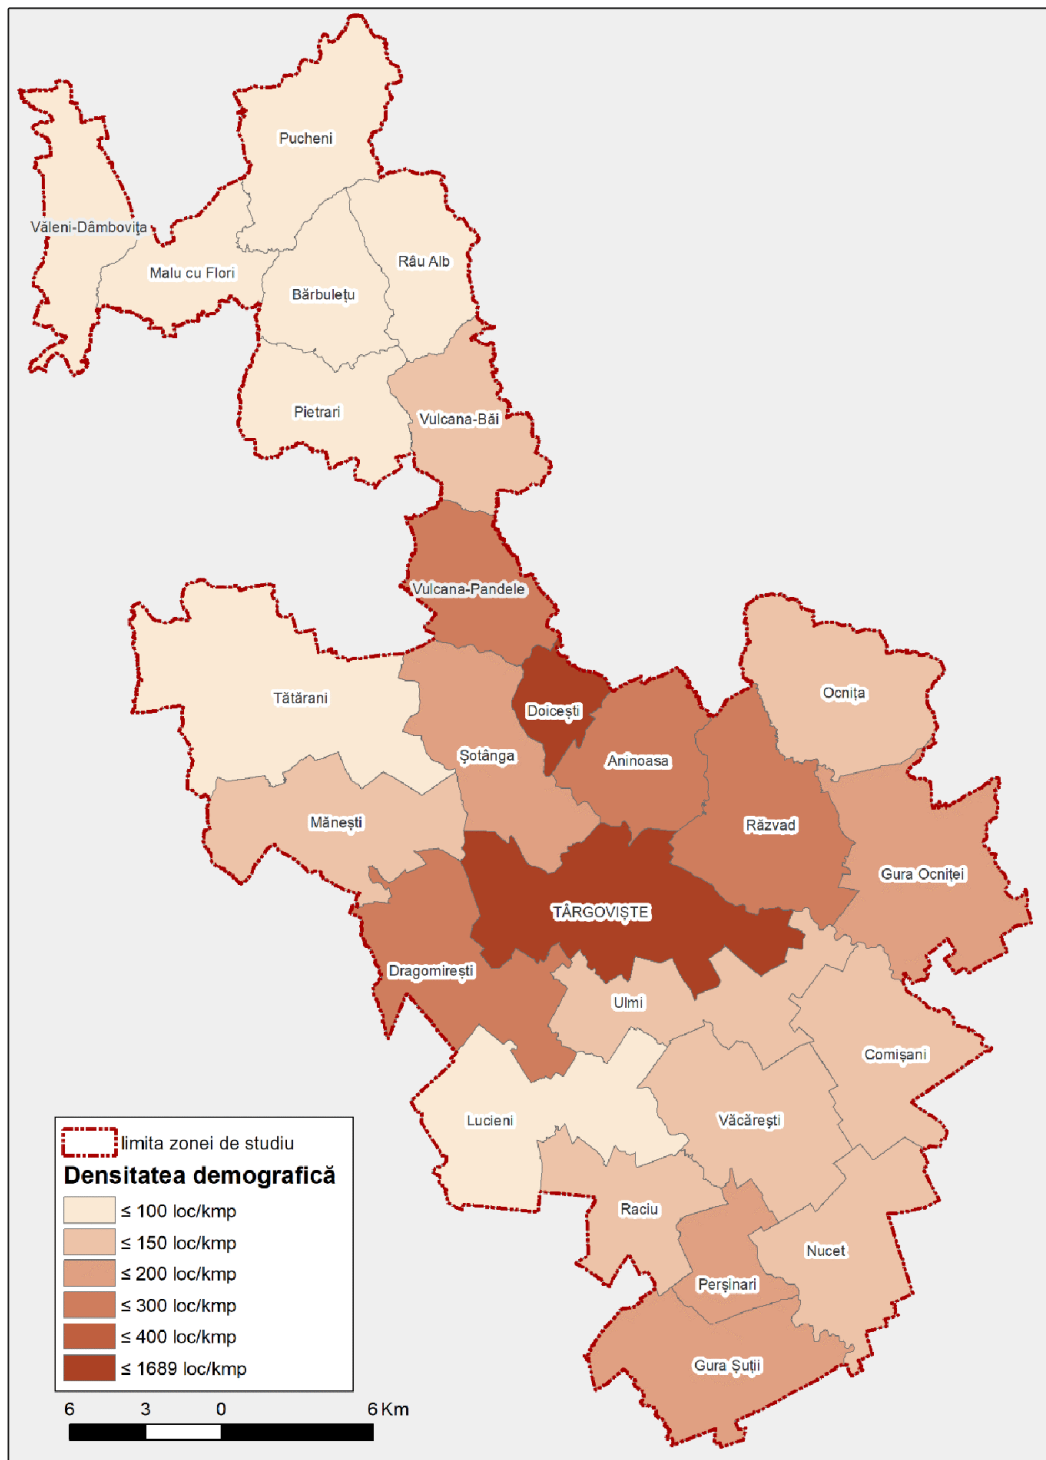 Pucheni
Văleni-Dâmbovița
Râu Alb
Malu cu Flori
Bărbulețu
Pietrari
Vulcana-Băi
Vulcana-Pandele
Ocnița
Tătărani
Doicești
Șotânga
Aninoasa
Mănești
Răzvad
Gura Ocniței
TÂRGOVIȘTE
Dragomirești
Ulmi
Comișani
Lucieni
Văcărești
Raciu
Nucet
Perșinari
Gura Șuții
limita zonei de studiu
Densitatea demografică
≤ 100 loc/kmp
≤ 150 loc/kmp
≤ 200 loc/kmp
≤ 300 loc/kmp
≤ 400 loc/kmp
≤ 1689 loc/kmp
6 3 0 6 Km